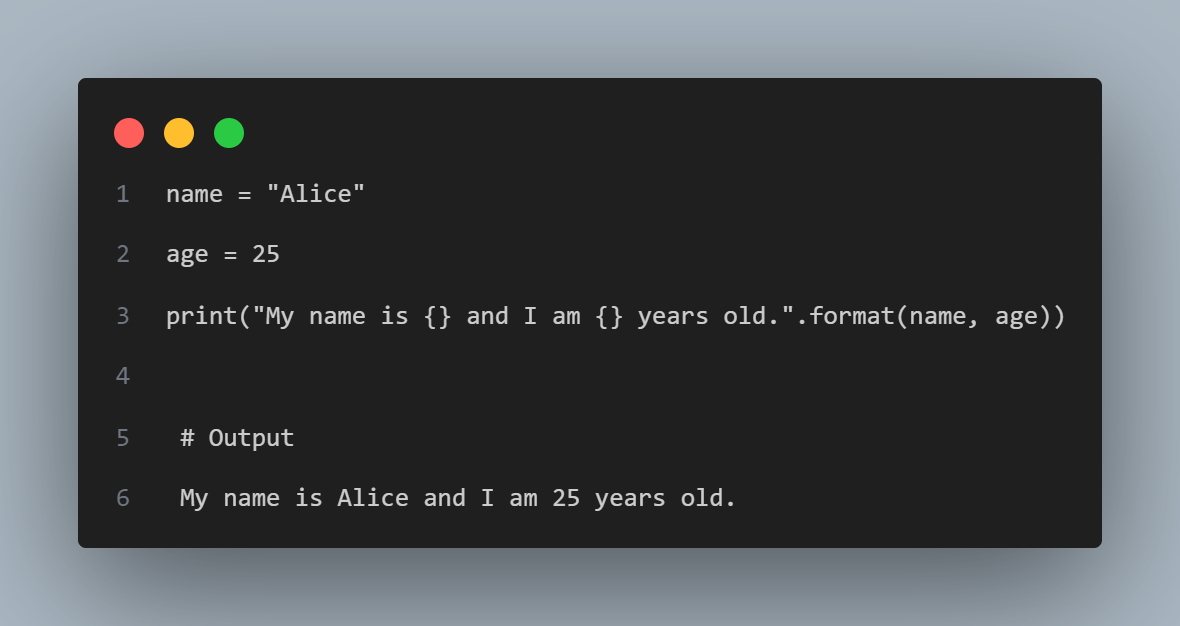 1 name = "Alice"
2 age = 25
3 print("My name is {} and I am {} years old.".format(name, age))
4
5 # Output
6 My name is Alice and I am 25 years old.